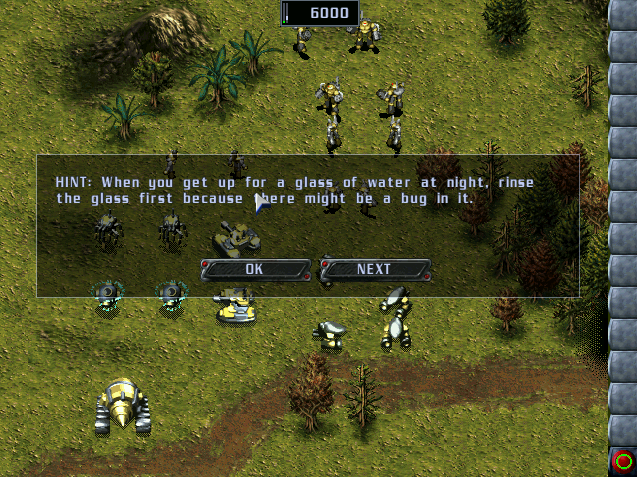 6000
HINT: When you get up for a glass of water at night, rinse
the glass first because there might be a bug in it.
OK
NEXT